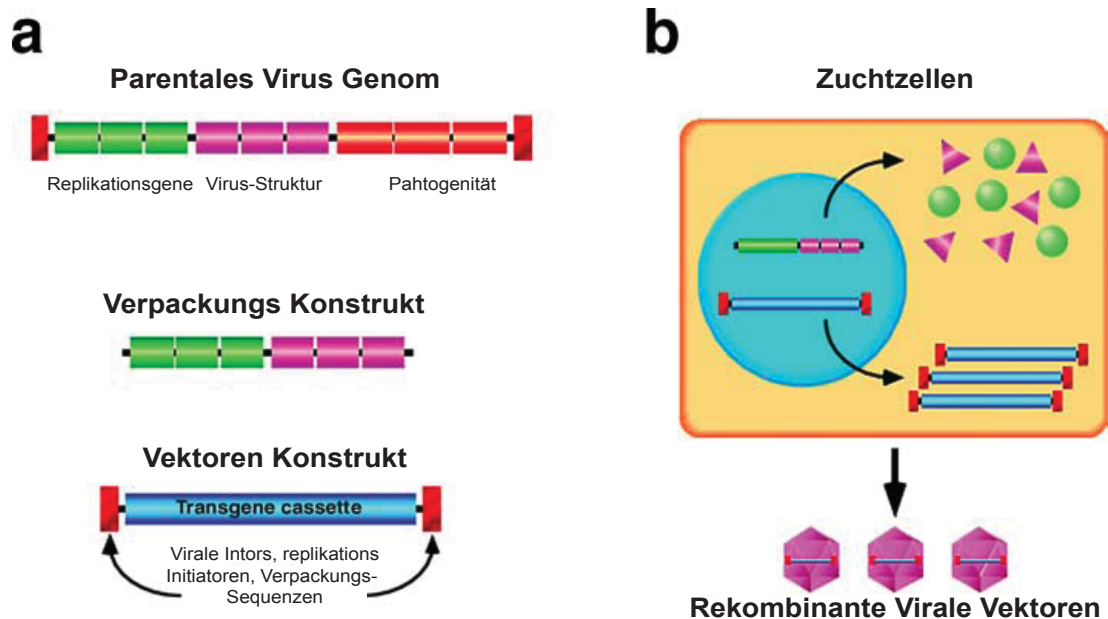 a
Parentales Virus Genom
Replikationsgene Virus-Struktur Pahtogenität
Verpackungs Konstrukt
Vektoren Konstrukt
Transgene cassette
Virale Intors, replikations
Initiatoren, Verpackungs-
Sequenzen
b
Zuchtzellen
Rekombinante Virale Vektoren